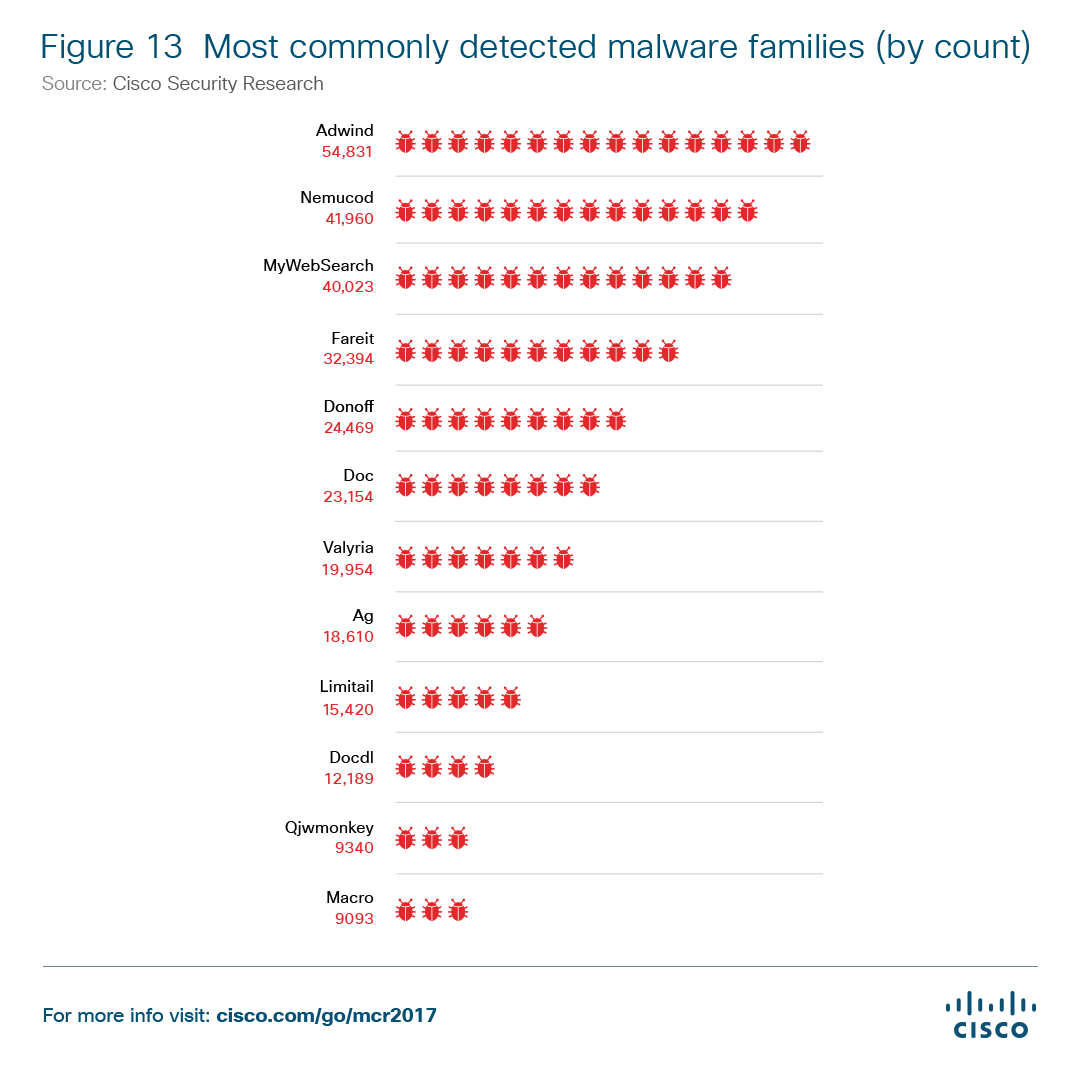 Figure 13  Most commonly detected malware families (by count)
Source: Cisco Security Research
Adwind
54,831
Nemucod
41,960
MyWebSearch
40,023
Fareit
32,394
Donoff
24,469
Doc
23,154
Valyria
19,954
Ag
18,610
Limitail
15,420
Docdl
12,189
Qjwmonkey
9340
Macro
9093
For more info visit: cisco.com/go/mcr2017
CISCO